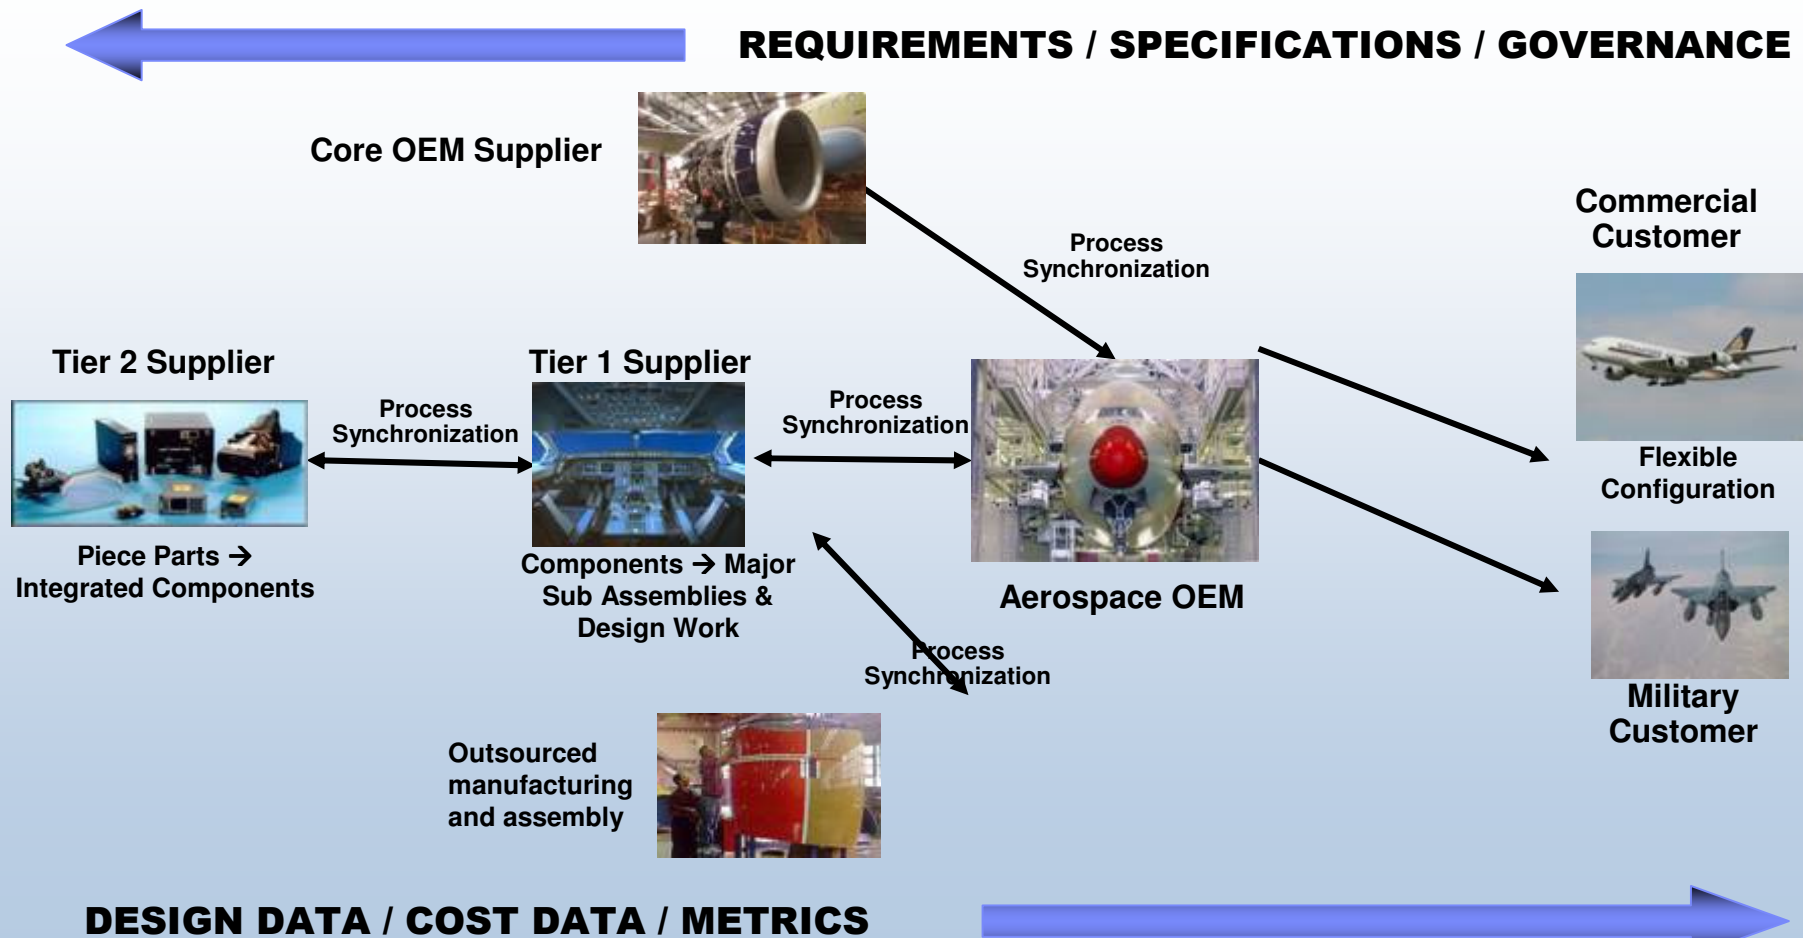 REQUIREMENTS / SPECIFICATIONS / GOVERNANCE
Core OEM Supplier
Commercial
Customer
Process
Synchronization
Tier 2 Supplier
Tier 1 Supplier
Process
Synchronization
Process
Synchronization
Flexible
Configuration
Piece Parts →
Integrated Components
Components → Major
Sub Assemblies &
Design Work
Aerospace OEM
Process
Synchronization
Military
Customer
Outsourced
manufacturing
and assembly
DESIGN DATA / COST DATA / METRICS